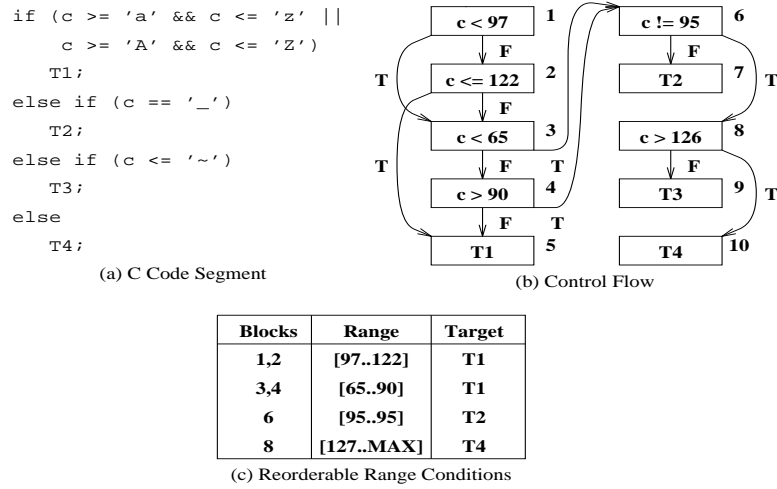 if (c >= 'a' && c <= 'z' ||
c >= 'A' && c <= 'Z')
T1;
else if (c == '_')
T2;
else if (c <= '~')
T3;
else
T4;
(a) C Code Segment
c < 97 1
F
T
c <= 122 2
F
T
c < 65 3
F T
c > 90 4
F T
T1 5
c != 95 6
F
T
T2 7
c > 126 8
F
T
T3 9
T4 10
(b) Control Flow
Blocks Range Target
1,2 [97..122] T1
3,4 [65..90] T1
6 [95..95] T2
8 [127..MAX] T4
(c) Reorderable Range Conditions